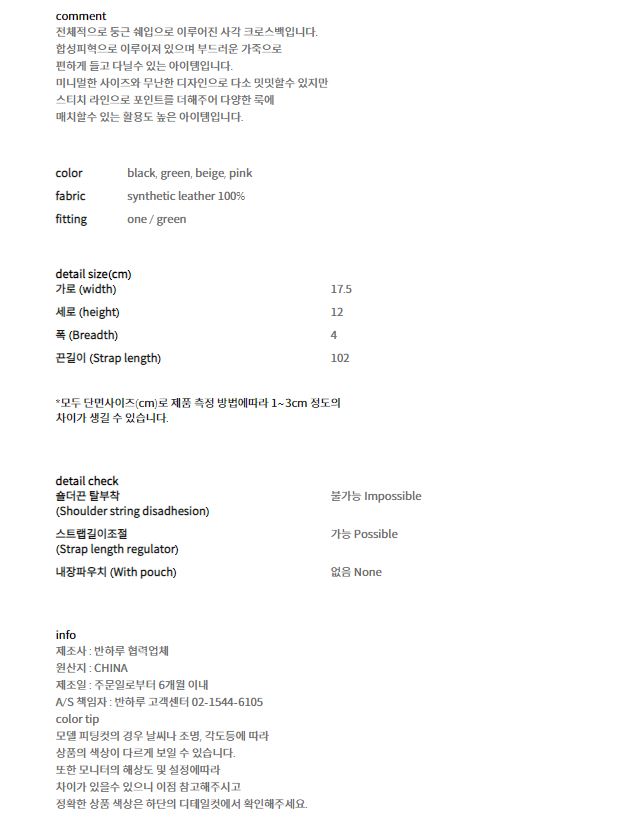 comment
전체적으로 둥근 쉐입으로 이루어진 사각 크로스백입니다.
합성피혁으로 이루어져 있으며 부드러운 가죽으로
편하게 들고 다닐수 있는 아이템입니다.
미니멀한 사이즈와 무난한 디자인으로 다소 밋밋할수 있지만
스티치 라인으로 포인트를 더해주어 다양한 룩에
매치할수 있는 활용도 높은 아이템입니다.
color black, green, beige, pink
fabric synthetic leather 100%
fitting one / green
detail size(cm)
가로 (width) 17.5
세로 (height) 12
폭 (Breadth) 4
끈길이 (Strap length) 102
*모두 단면사이즈(cm)로 제품 측정 방법에따라 1~3cm 정도의
차이가 생길 수 있습니다.
detail check
숄더끈 탈부착 불가능 Impossible
(Shoulder string disadhesion)
스트랩길이조절 가능 Possible
(Strap length regulator)
내장파우치 (With pouch) 없음 None
info
제조사 : 반하루 협력업체
원산지 : CHINA
제조일 : 주문일로부터 6개월 이내
A/S 책임자 : 반하루 고객센터 02-1544-6105
color tip
모델 피팅컷의 경우 날씨나 조명, 각도등에 따라
상품의 색상이 다르게 보일 수 있습니다.
또한 모니터의 해상도 및 설정에따라
차이가 있을수 있으니 이점 참고해주시고
정확한 상품 색상은 하단의 디테일컷에서 확인해주세요.